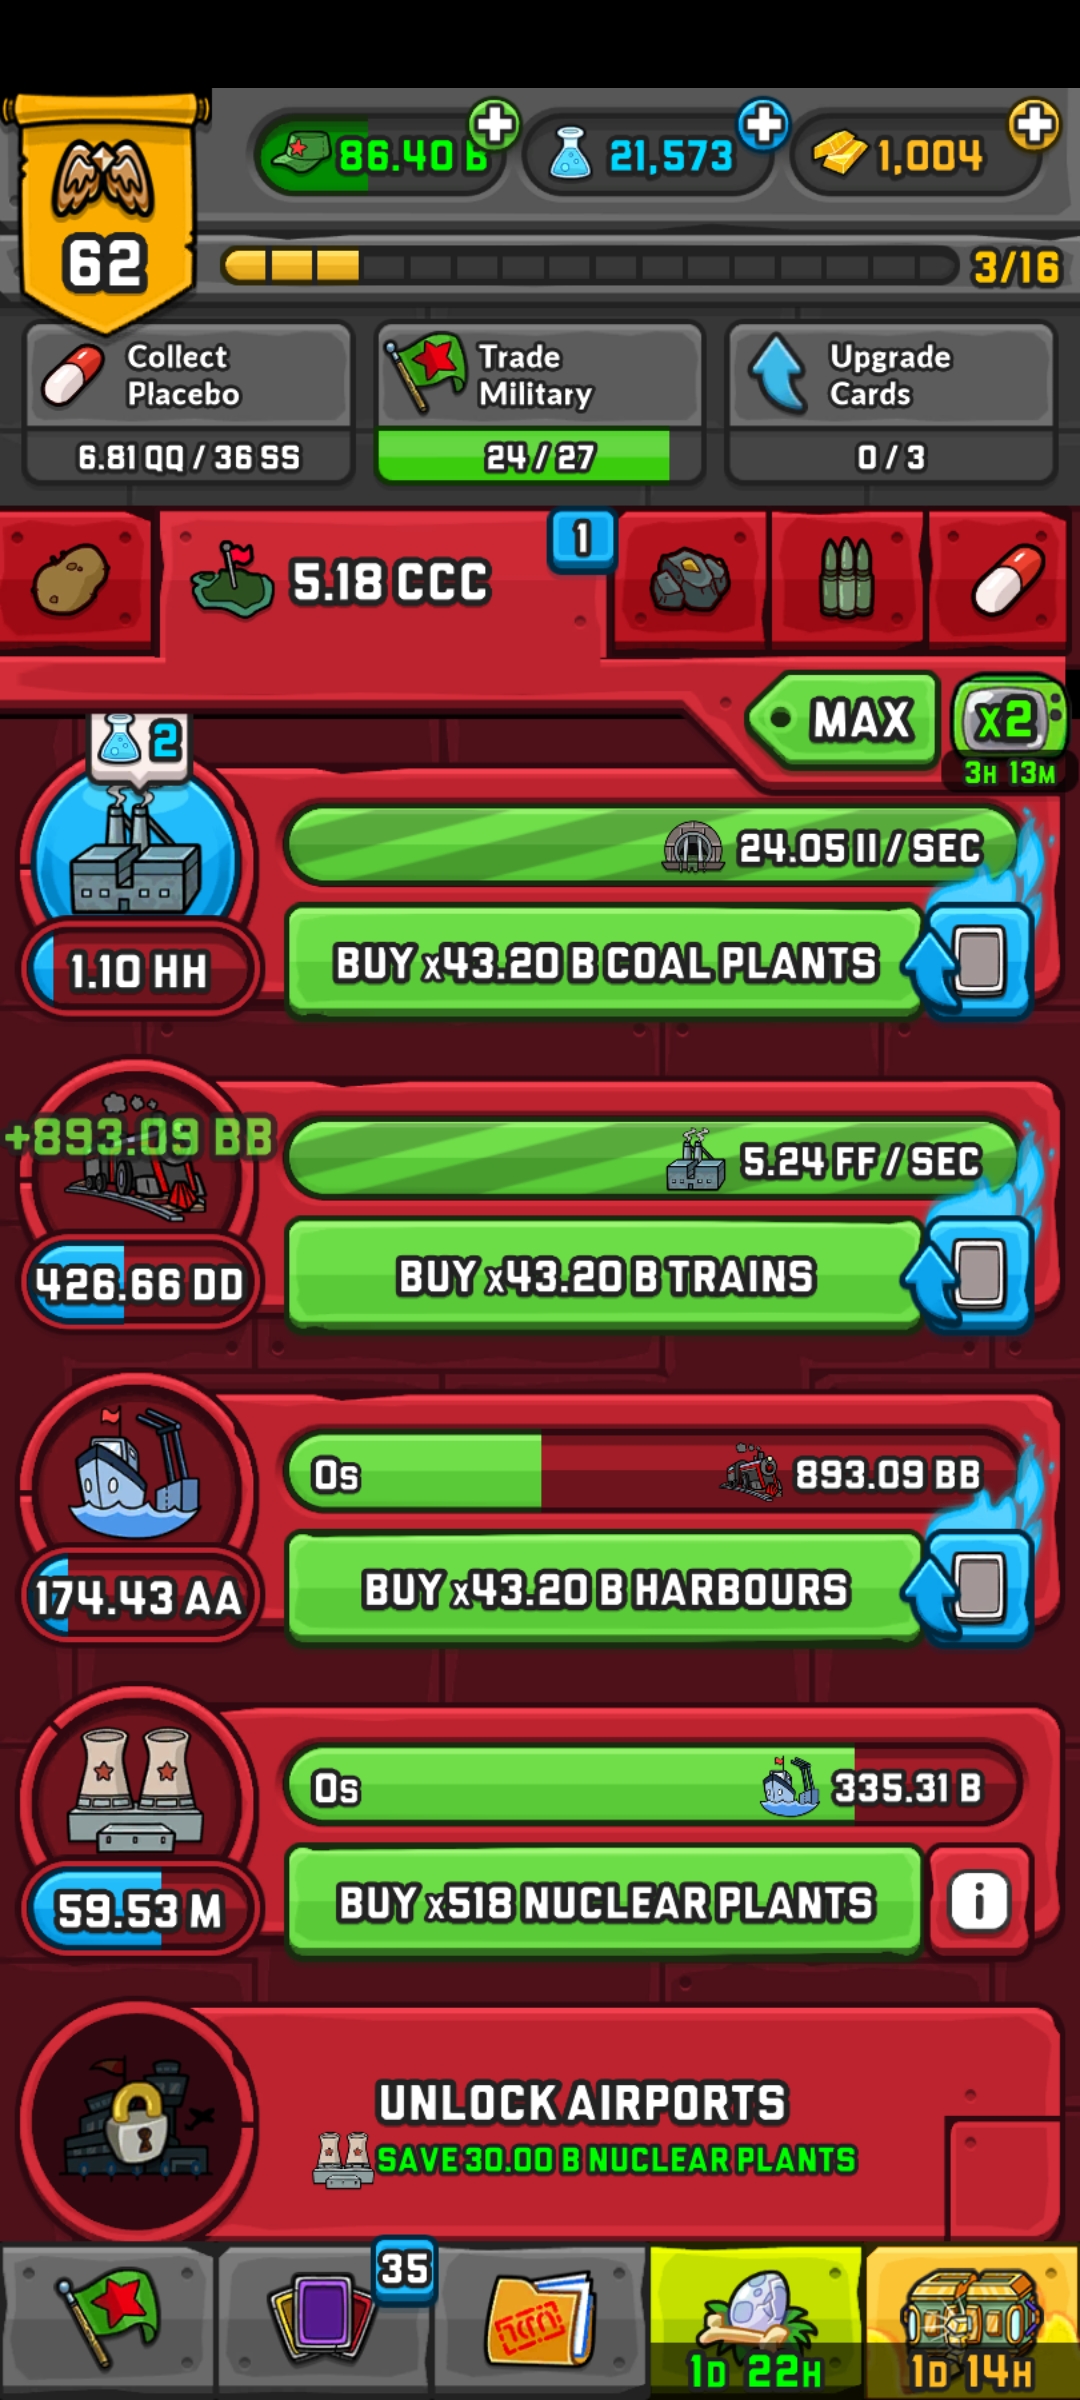 86.40 B
21,573
1,004
62
3/16
Collect
Placebo
6.81 QQ / 36 SS
Trade
Military
24 / 27
Upgrade
Cards
0 / 3
5.18 CCC
1
MAX
x2
3H 13M
2
24.05 II / SEC
1.10 HH
BUY x43.20 B COAL PLANTS
+893.09 BB
5.24 FF / SEC
426.66 DD
BUY x43.20 B TRAINS
0s
893.09 BB
174.43 AA
BUY x43.20 B HARBOURS
0s
335.31 B
59.53 M
BUY x518 NUCLEAR PLANTS
i
UNLOCK AIRPORTS
SAVE 30.00 B NUCLEAR PLANTS
35
1D 22H
1D 14H